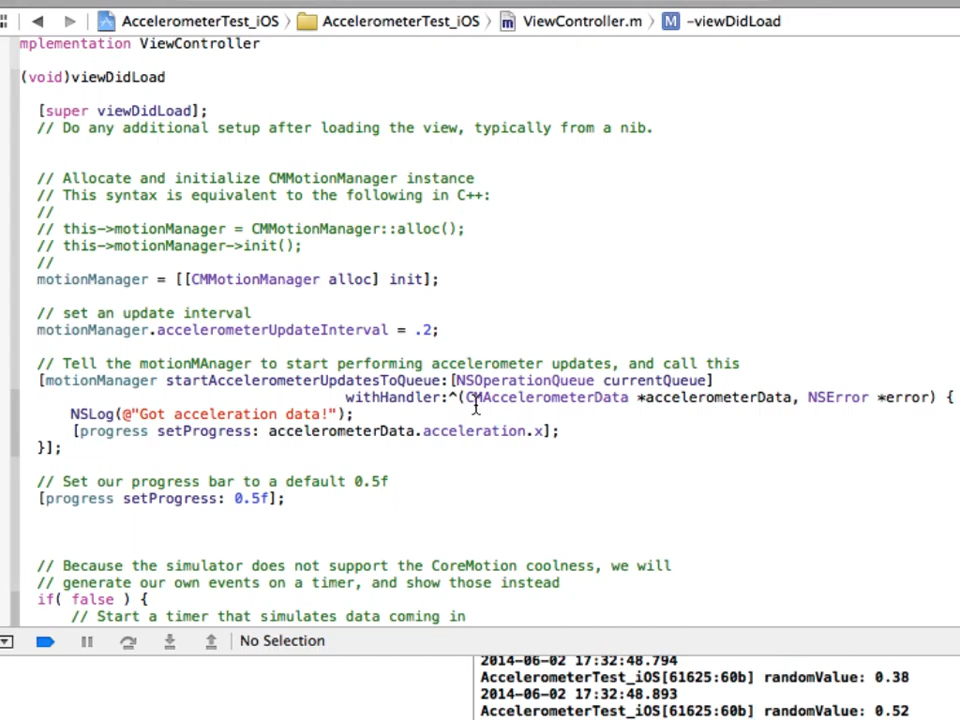 AccelerometerTest_iOS AccelerometerTest_iOS ViewController.m M -viewDidLoad
mplementation ViewController
(void)viewDidLoad
[super viewDidLoad];
// Do any additional setup after loading the view, typically from a nib.
// Allocate and initialize CMMotionManager instance
// This syntax is equivalent to the following in C++:
//
// this->motionManager = CMMotionManager::alloc();
// this->motionManager->init();
//
motionManager = [[CMMotionManager alloc] init];
// set an update interval
motionManager.accelerometerUpdateInterval = .2;
// Tell the motionMAnager to start performing accelerometer updates, and call this
[motionManager startAccelerometerUpdatesToQueue:[NSOperationQueue currentQueue]
withHandler:^(CMAccelerometerData *accelerometerData, NSError *error) {
NSLog(@"Got acceleration data!");
[progress setProgress: accelerometerData.acceleration.x];
}];
// Set our progress bar to a default 0.5f
[progress setProgress: 0.5f];
// Because the simulator does not support the CoreMotion coolness, we will
// generate our own events on a timer, and show those instead
if( false ) {
// Start a timer that simulates data coming in
No Selection
2014-06-02 17:32:48.794
AccelerometerTest_iOS[61625:60b] randomValue: 0.38
2014-06-02 17:32:48.893
AccelerometerTest_iOS[61625:60b] randomValue: 0.52